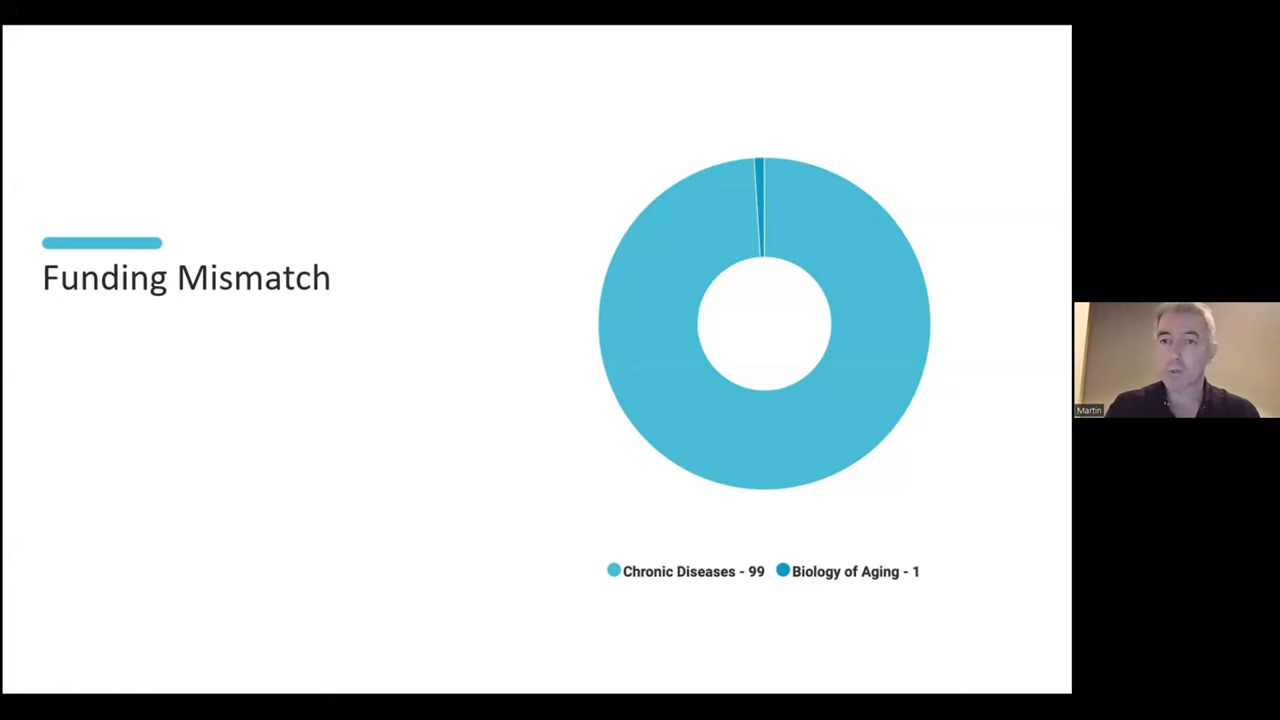 Funding Mismatch
Chronic Diseases - 99 Biology of Aging - 1
Martin